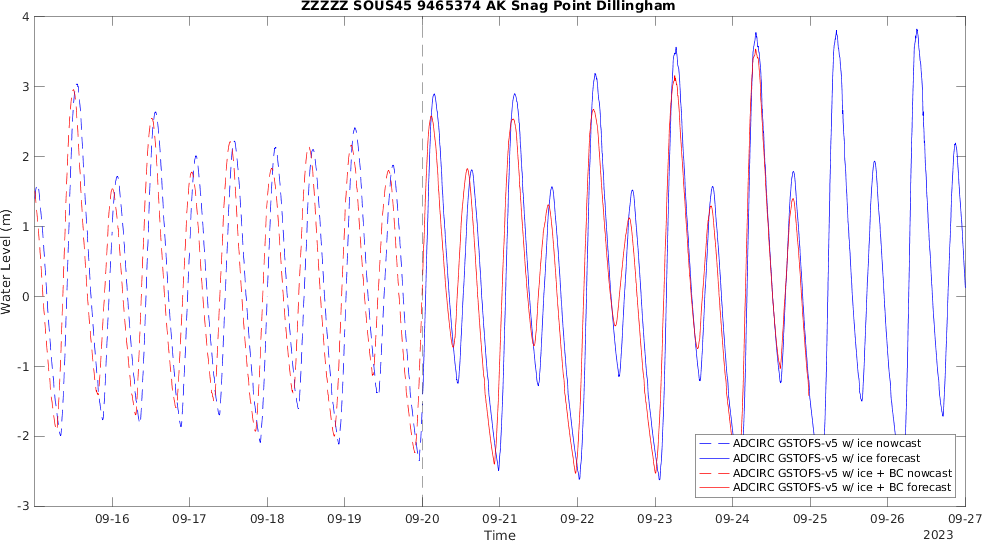 ZZZZZ SOUS45 9465374 AK Snag Point Dillingham
4
3
2
1
0
-1
-2
-3
Water Level (m)
09-16 09-17 09-18 09-19 09-20 09-21 09-22 09-23 09-24 09-25 09-26 09-27
2023
Time
ADCIRC GSTOFS-v5 w/ ice nowcast
ADCIRC GSTOFS-v5 w/ ice forecast
ADCIRC GSTOFS-v5 w/ ice + BC nowcast
ADCIRC GSTOFS-v5 w/ ice + BC forecast